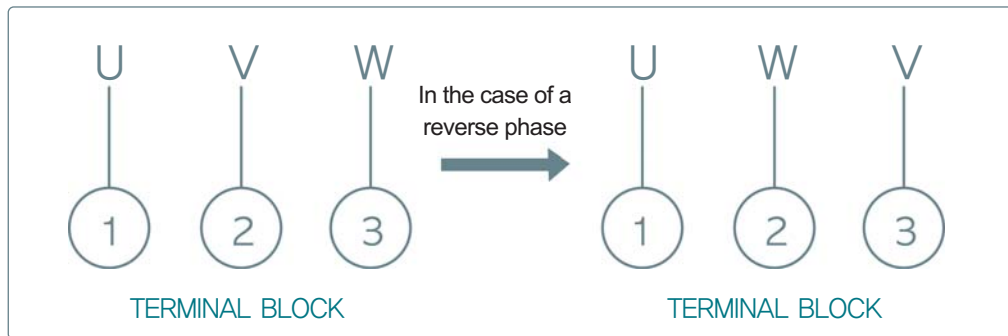 U V W
1 2 3
TERMINAL BLOCK
In the case of a
reverse phase
U W V
1 2 3
TERMINAL BLOCK